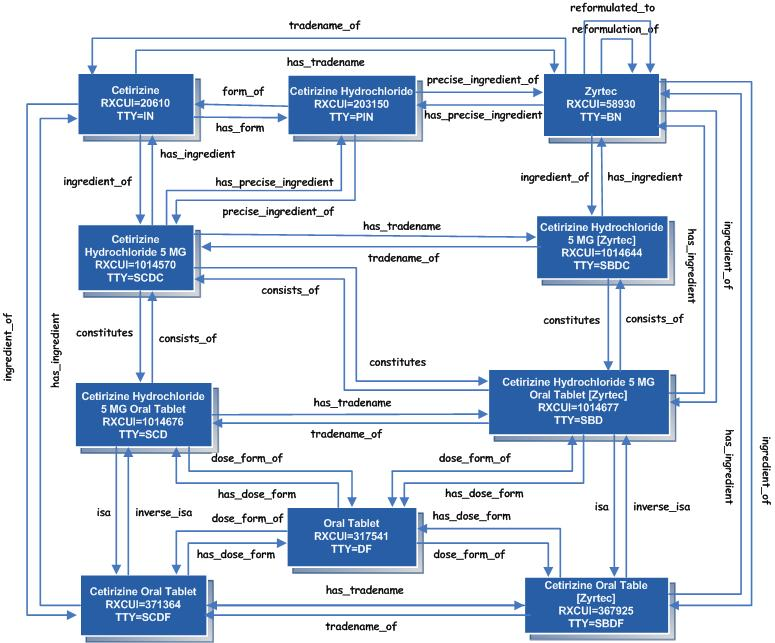 reformulated_to
tradename_of
reformulation_of
has_tradename
Cetirizine
RXCUI=20610
TTY=IN
form_of
has_form
Cetirizine Hydrochloride
RXCUI=203150
TTY=PIN
precise_ingredient_of
has_precise_ingredient
Zyrtec
RXCUI=58930
TTY=BN
has_ingredient
ingredient_of
has_precise_ingredient
precise_ingredient_of
ingredient_of
has_ingredient
Cetirizine
Hydrochloride 5 MG
RXCUI=1014570
TTY=SCDC
has_tradename
tradename_of
Cetirizine Hydrochloride
5 MG [Zyrtec]
RXCUI=1014644
TTY=SBDC
has_ingredient
ingredient_of
consists_of
constitutes
consists_of
constitutes
constitutes
consists_of
ingredient_of
has_ingredient
Cetirizine Hydrochloride
5 MG Oral Tablet
RXCUI=1014676
TTY=SCD
has_tradename
tradename_of
Cetirizine Hydrochloride 5 MG
Oral Tablet [Zyrtec]
RXCUI=1014677
TTY=SBD
dose_form_of
has_dose_form
dose_form_of
has_dose_form
isa
inverse_isa
dose_form_of
has_dose_form
Oral Tablet
RXCUI=317541
TTY=DF
has_dose_form
dose_form_of
isa
inverse_isa
has_ingredient
ingredient_of
Cetirizine Oral Tablet
RXCUI=371364
TTY=SCDF
has_tradename
tradename_of
Cetirizine Oral Table
[Zyrtec]
RXCUI=367925
TTY=SBDF